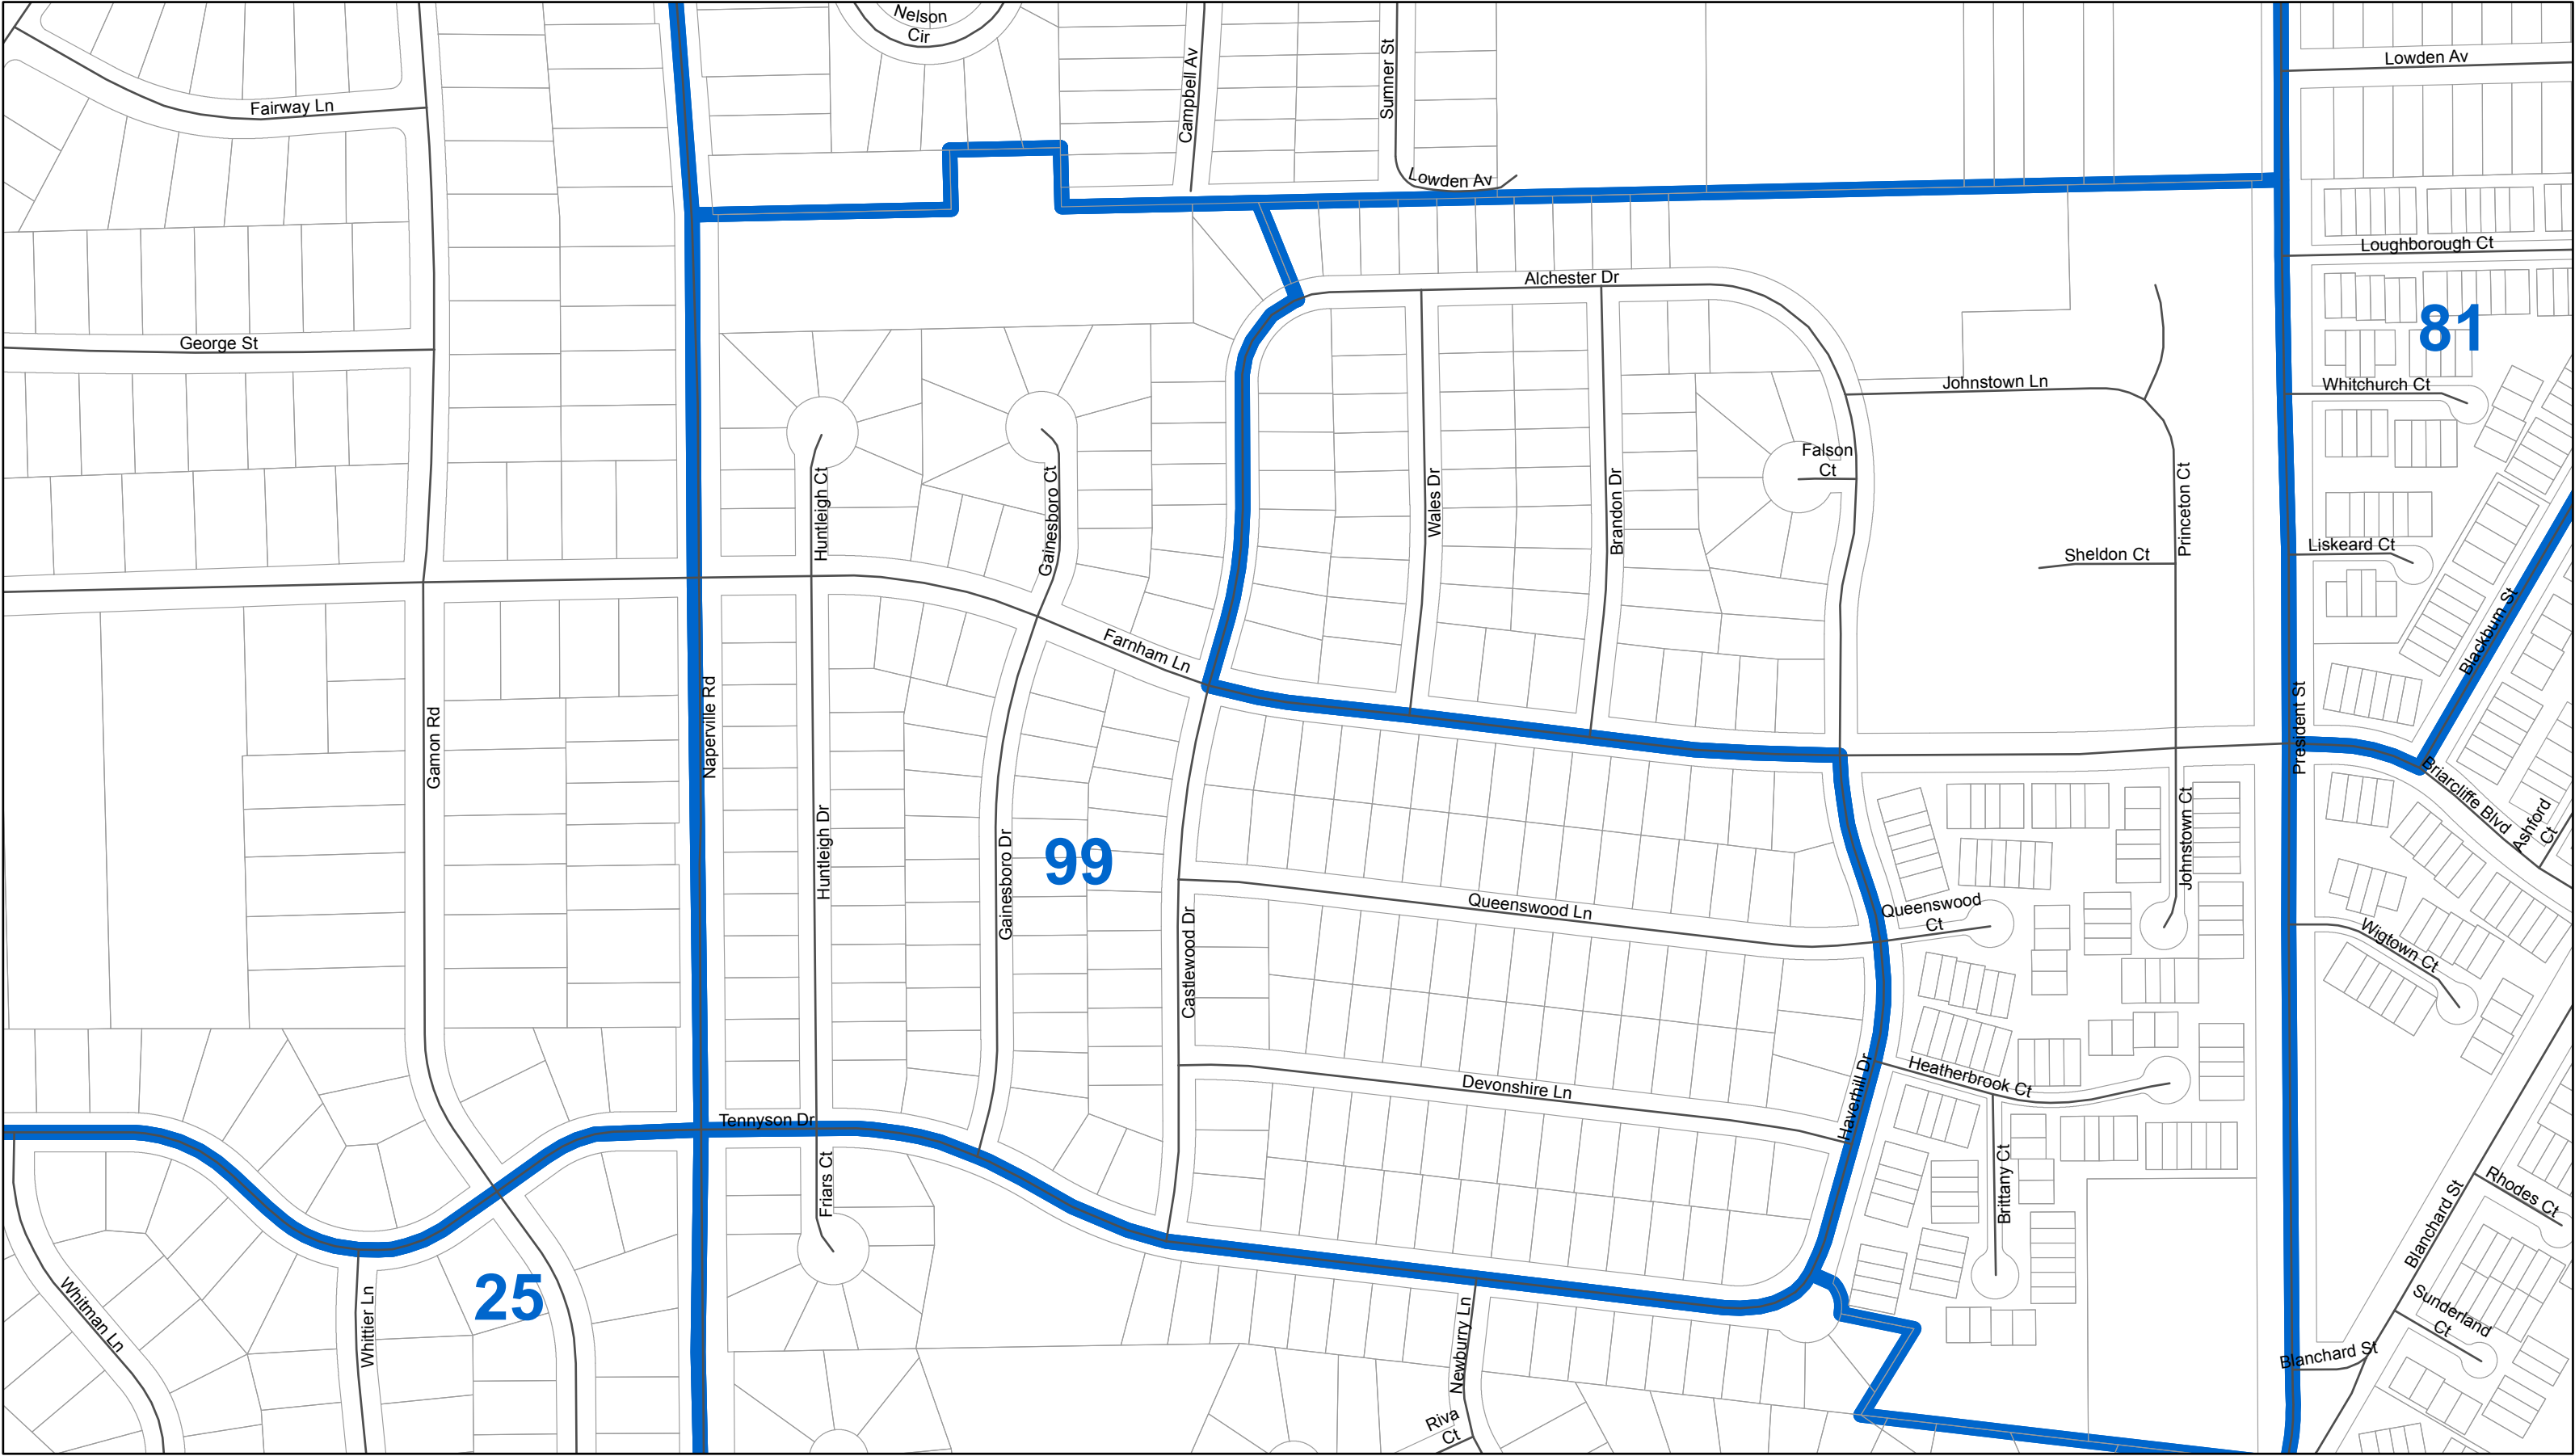 Nelson
Cir
Fairway Ln
Campbell Av
Sumner St
Lowden Av
Lowden Av
Loughborough Ct
Alchester Dr
81
George St
Johnstown Ln
Whitchurch Ct
Falson
Ct
Huntleigh Ct
Gainesboro Ct
Wales Dr
Brandon Dr
Princeton Ct
Sheldon Ct
Liskeard Ct
Blackburn St
Farnham Ln
Gamon Rd
Naperville Rd
President St
Briarcliffe Blvd
Ashford
Ct
Huntleigh Dr
Gainesboro Dr
99
Johnstown Ct
Castlewood Dr
Queenswood Ln
Queenswood
Ct
Wigtown Ct
Devonshire Ln
Haverhill Dr
Heatherbrook Ct
Tennyson Dr
Friars Ct
Brittany Ct
Blanchard St
Rhodes Ct
25
Whitman Ln
Whittier Ln
Newburry Ln
Sunderland
Ct
Blanchard St
Riva
Ct